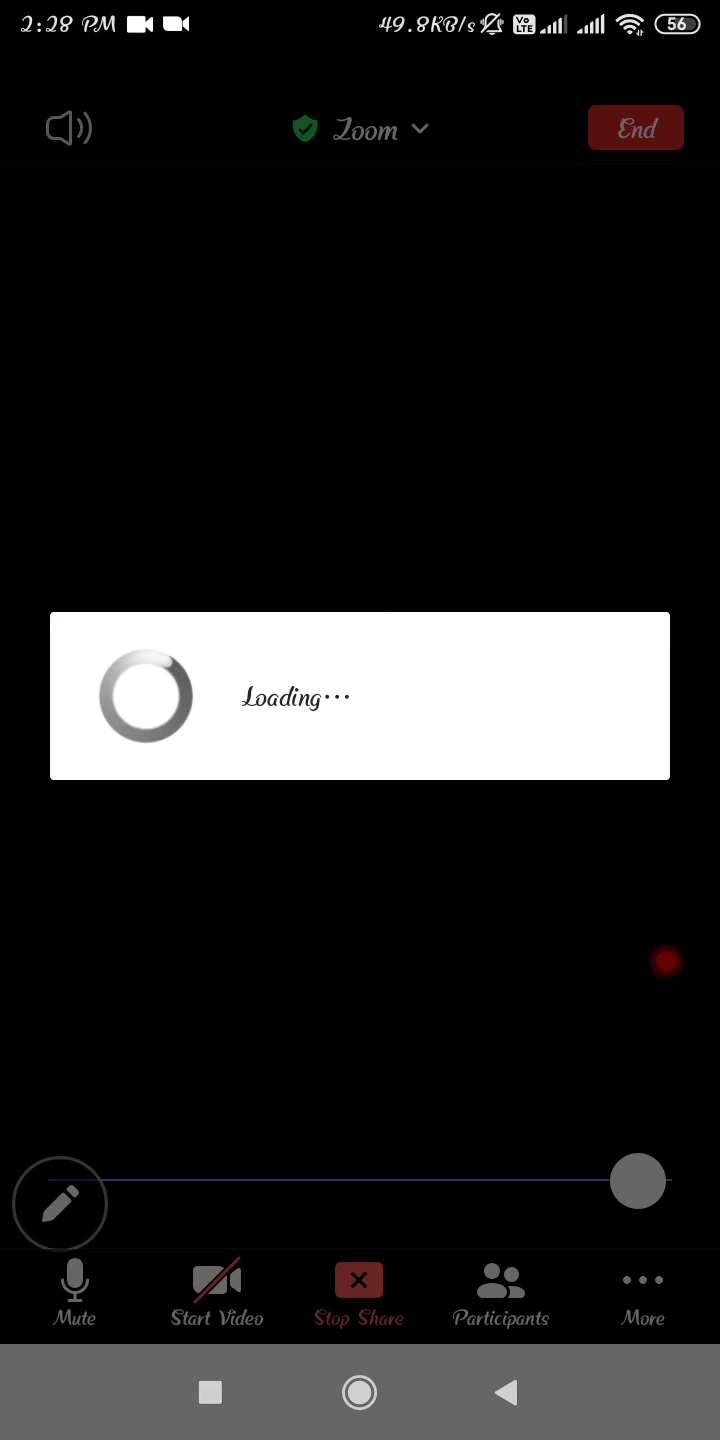 2:28 PM 49.8KB/s Vo LTE 56
Zoom End
Loading...
Mute Start Video Stop Share Participants More